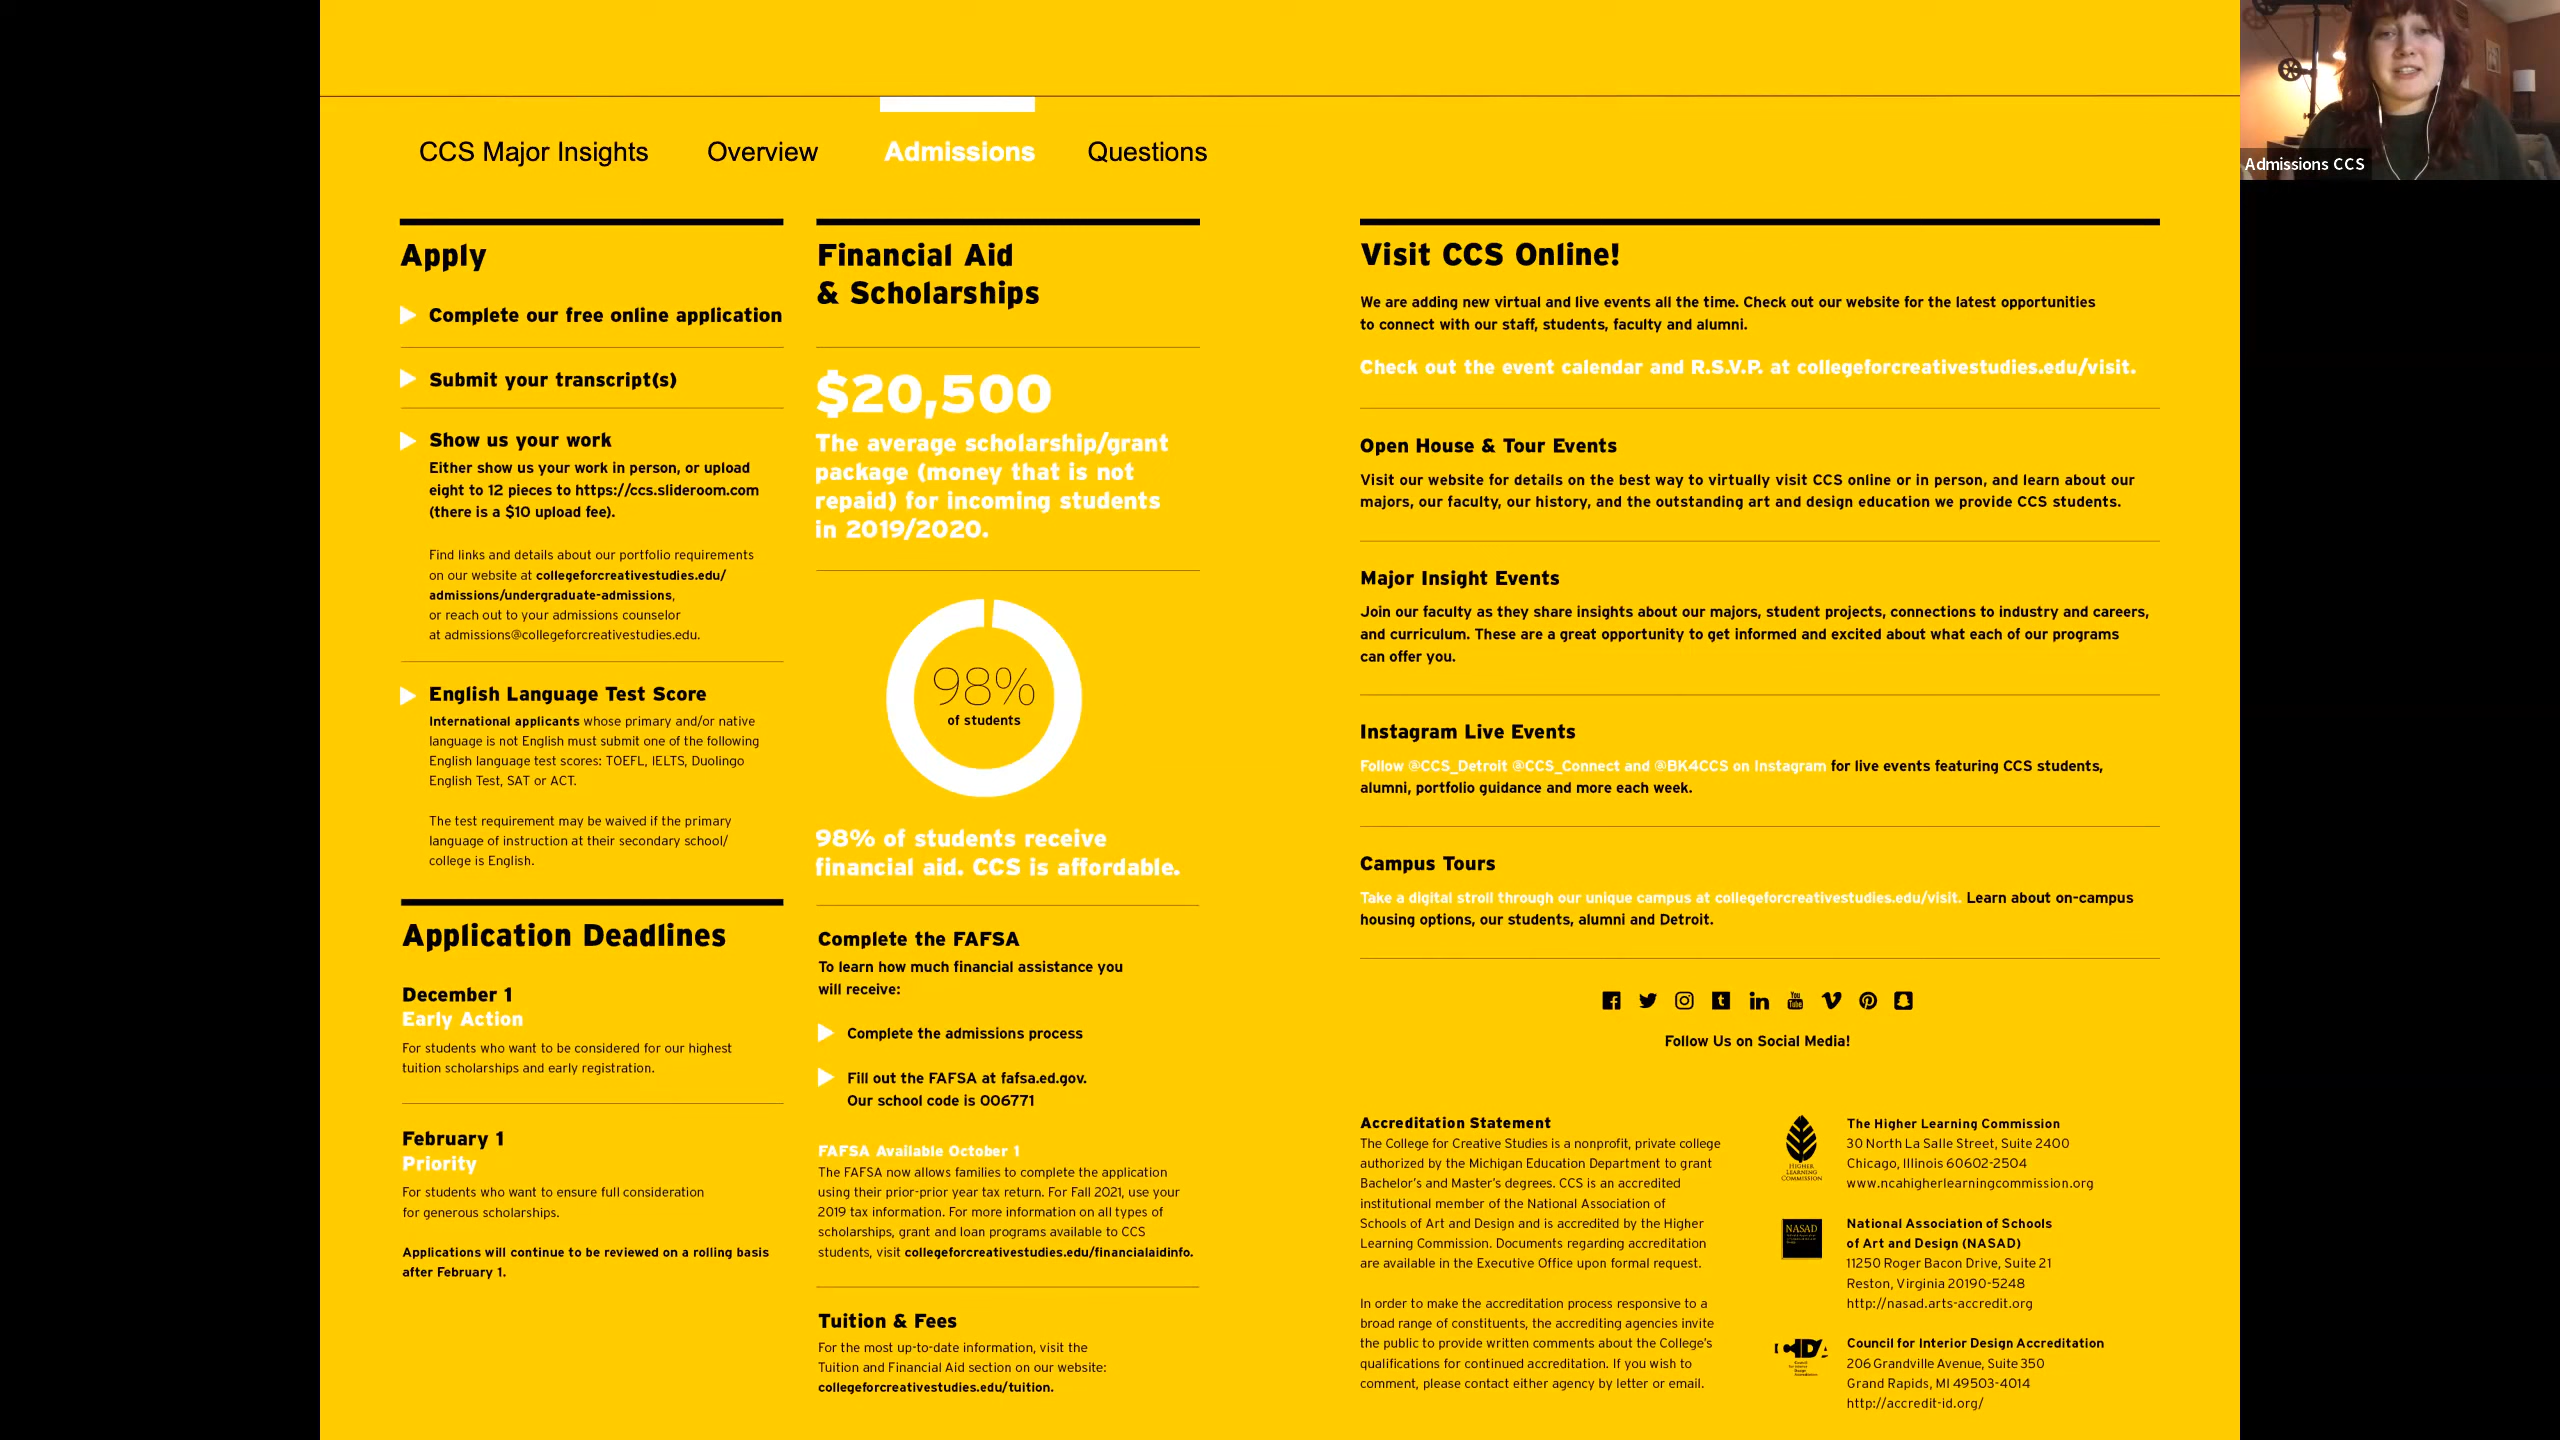 CCS Major Insights
Overview
Admissions
Questions
Admissions CCS
Apply
Complete our free online application
Submit your transcript(s)
Show us your work
Either show us your work in person, or upload
eight to 12 pieces to https://ccs.slideroom.com
(there is a $10 upload fee).
Find links and details about our portfolio requirements
on our website at collegeforcreativestudies.edu/
admissions/undergraduate-admissions,
or reach out to your admissions counselor
at admissions@collegeforcreativestudies.edu.
English Language Test Score
International applicants whose primary and/or native
language is not English must submit one of the following
English language test scores: TOEFL, IELTS, Duolingo
English Test, SAT or ACT.
The test requirement may be waived if the primary
language of instruction at their secondary school/
college is English.
Application Deadlines
December 1
Early Action
For students who want to be considered for our highest
tuition scholarships and early registration.
February 1
Priority
For students who want to ensure full consideration
for generous scholarships.
Applications will continue to be reviewed on a rolling basis
after February 1.
Financial Aid
& Scholarships
$20,500
The average scholarship/grant
package (money that is not
repaid) for incoming students
in 2019/2020.
98%
of students
98% of students receive
financial aid. CCS is affordable.
Complete the FAFSA
To learn how much financial assistance you
will receive:
Complete the admissions process
Fill out the FAFSA at fafsa.ed.gov.
Our school code is 006771
FAFSA Available October 1
The FAFSA now allows families to complete the application
using their prior-prior year tax return. For Fall 2021, use your
2019 tax information. For more information on all types of
scholarships, grant and loan programs available to CCS
students, visit collegeforcreativestudies.edu/financialaidinfo.
Tuition & Fees
For the most up-to-date information, visit the
Tuition and Financial Aid section on our website:
collegeforcreativestudies.edu/tuition.
Visit CCS Online!
We are adding new virtual and live events all the time. Check out our website for the latest opportunities
to connect with our staff, students, faculty and alumni.
Check out the event calendar and R.S.V.P. at collegeforcreativestudies.edu/visit.
Open House & Tour Events
Visit our website for details on the best way to virtually visit CCS online or in person, and learn about our
majors, our faculty, our history, and the outstanding art and design education we provide CCS students.
Major Insight Events
Join our faculty as they share insights about our majors, student projects, connections to industry and careers,
and curriculum. These are a great opportunity to get informed and excited about what each of our programs
can offer you.
Instagram Live Events
Follow @CCS_Detroit @CCS_Connect and @BK4CCS on Instagram for live events featuring CCS students,
alumni, portfolio guidance and more each week.
Campus Tours
Take a digital stroll through our unique campus at collegeforcreativestudies.edu/visit. Learn about on-campus
housing options, our students, alumni and Detroit.
Follow Us on Social Media!
Accreditation Statement
The College for Creative Studies is a nonprofit, private college
authorized by the Michigan Education Department to grant
Bachelor's and Master's degrees. CCS is an accredited
institutional member of the National Association of
Schools of Art and Design and is accredited by the Higher
Learning Commission. Documents regarding accreditation
are available in the Executive Office upon formal request.
In order to make the accreditation process responsive to a
broad range of constituents, the accrediting agencies invite
the public to provide written comments about the College's
qualifications for continued accreditation. If you wish to
comment, please contact either agency by letter or email.
HIGHER
LEARNING
COMMISSION
The Higher Learning Commission
30 North La Salle Street, Suite 2400
Chicago, Illinois 60602-2504
www.ncahigherlearningcommission.org
NASAD
National Association of Schools
of Art and Design (NASAD)
11250 Roger Bacon Drive, Suite 21
Reston, Virginia 20190-5248
http://nasad.arts-accredit.org
Council for Interior Design Accreditation
206 Grandville Avenue, Suite 350
Grand Rapids, MI 49503-4014
http://accredit-id.org/